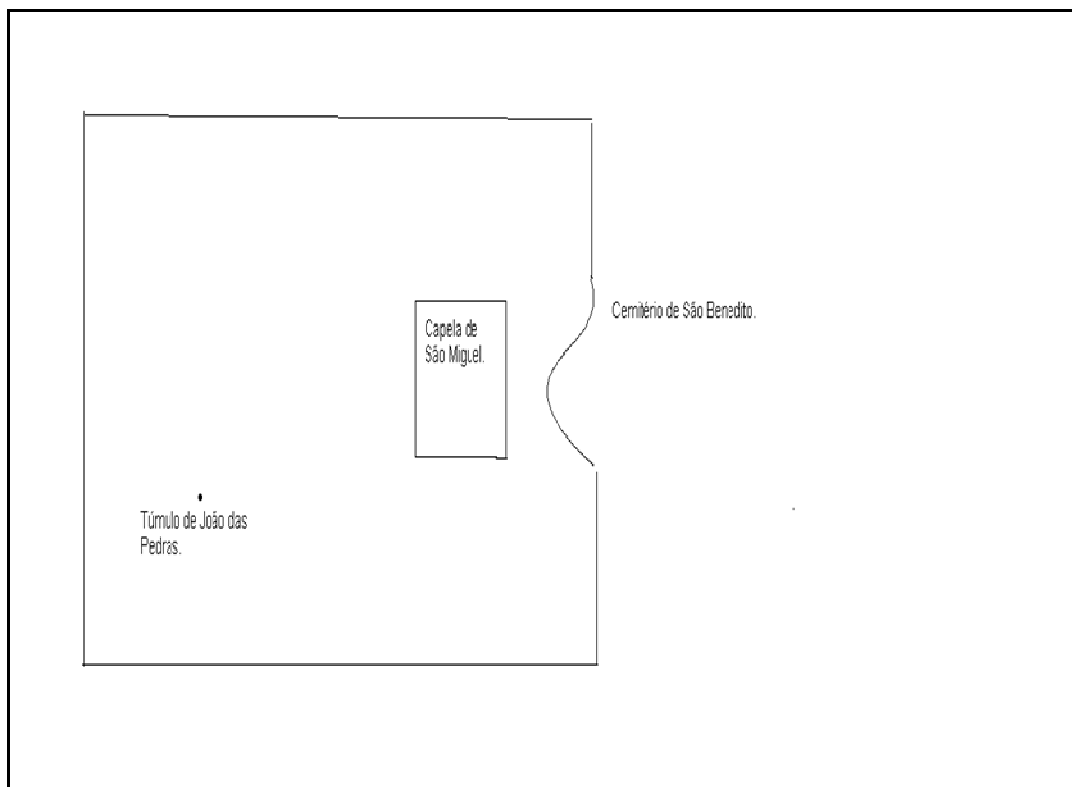 Cemitério de São Benedito.
Capela de
São Miguel.
Túmulo de João das
Pedras.